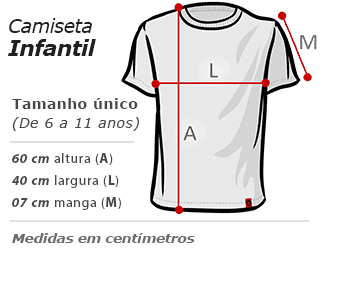 Camiseta
Infantil
M
L
Tamanho único
(De 6 a 11 anos)
A
60 cm altura (A)
40 cm largura (L)
07 cm manga (M)
Medidas em centímetros